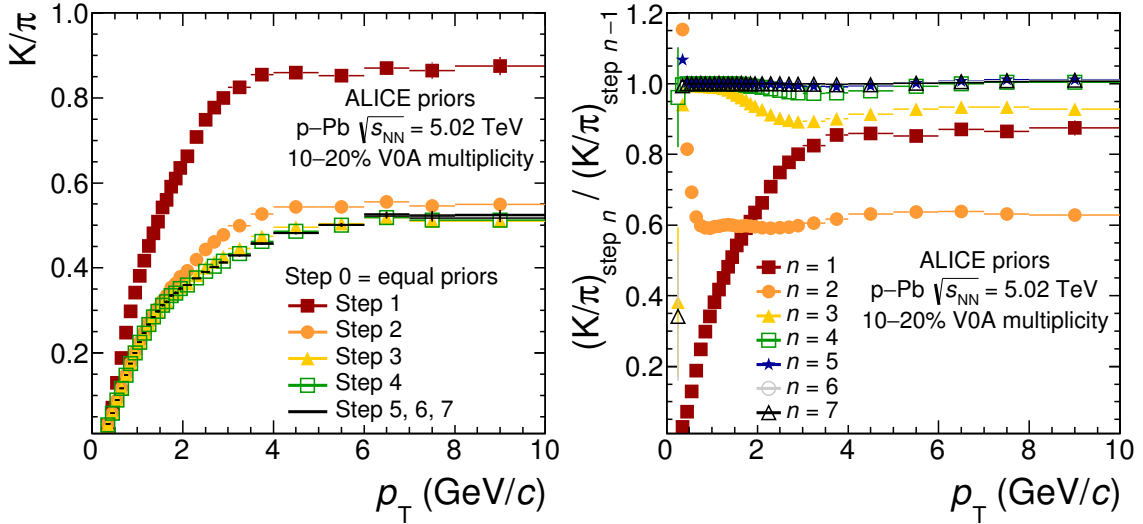 K/π
1.0
0.8
0.6
0.4
0.2
0 2 4 6 8 10
p_T (GeV/c)
ALICE priors
p–Pb √s_NN = 5.02 TeV
10–20% V0A multiplicity
Step 0 = equal priors
Step 1
Step 2
Step 3
Step 4
Step 5, 6, 7
(K/π)_step n / (K/π)_step n−1
1.2
1.0
0.8
0.6
0.4
0.2
0 2 4 6 8 10
p_T (GeV/c)
n = 1
n = 2
n = 3
n = 4
n = 5
n = 6
n = 7
ALICE priors
p–Pb √s_NN = 5.02 TeV
10–20% V0A multiplicity